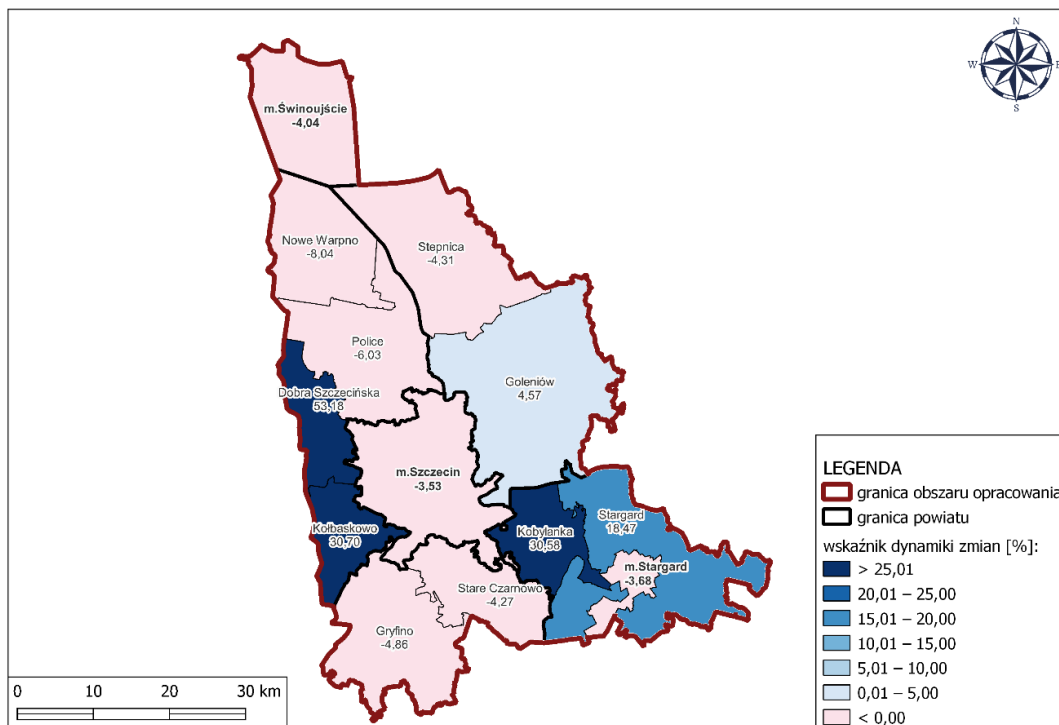 N
W
E
S
m.Świnoujście
-4,04
Nowe Warpno
-8,04
Stepnica
-4,31
Police
-6,03
Goleniów
4,57
Dobra Szczecińska
53,18
m.Szczecin
-3,53
Kołbaskowo
30,70
Kobylanka
30,58
Stargard
18,47
m.Stargard
-3,68
Stare Czarnowo
-4,27
Gryfino
-4,86
0 10 20 30 km
LEGENDA
granica obszaru opracowania
granica powiatu
wskaźnik dynamiki zmian [%]:
> 25,01
20,01 – 25,00
15,01 – 20,00
10,01 – 15,00
5,01 – 10,00
0,01 – 5,00
< 0,00